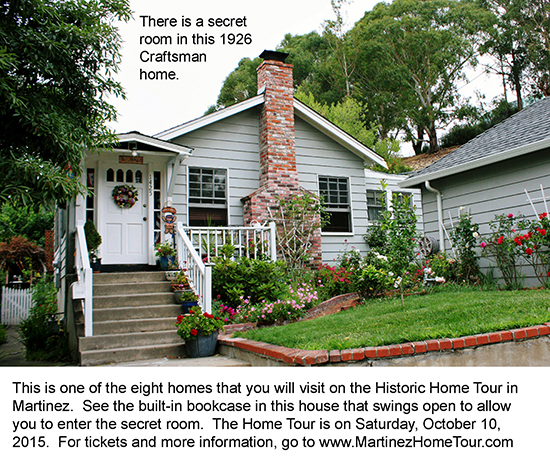 There is a secret
room in this 1926
Craftsman
home.
This is one of the eight homes that you will visit on the Historic Home Tour in
Martinez.  See the built-in bookcase in this house that swings open to allow
you to enter the secret room.  The Home Tour is on Saturday, October 10,
2015.  For tickets and more information, go to www.MartinezHomeTour.com